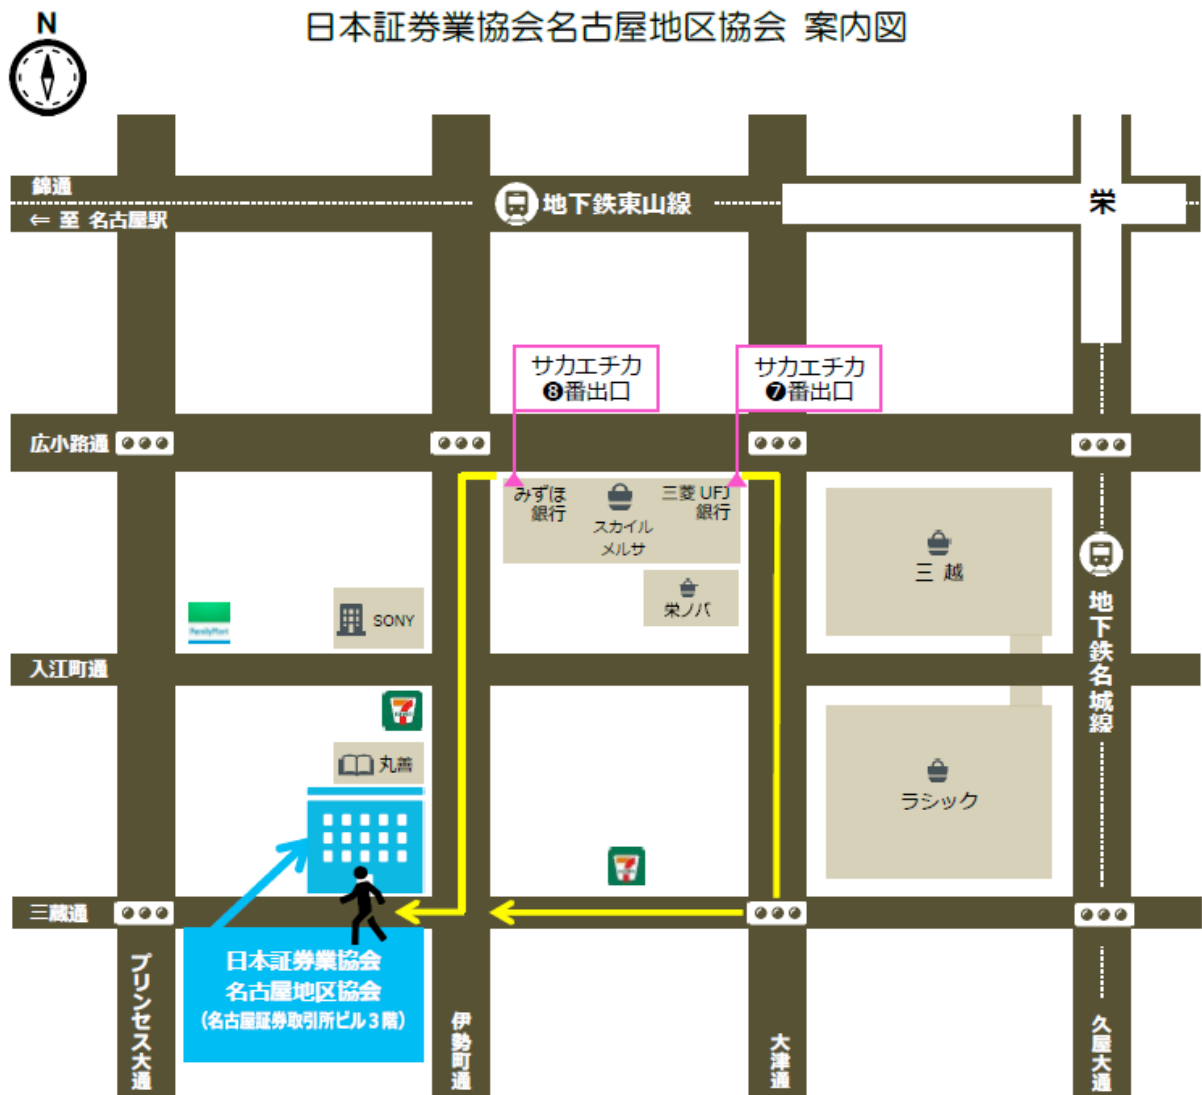 日本証券業協会名古屋地区協会 案内図
N
錦通
⇐ 至 名古屋駅
地下鉄東山線
栄
サカエチカ
❽番出口
サカエチカ
❼番出口
広小路通
みずほ
銀行
スカイル
メルサ
三菱UFJ
銀行
三 越
栄ノバ
FamilyMart
SONY
地下鉄名城線
入江町通
丸善
ラシック
三蔵通
日本証券業協会
名古屋地区協会
(名古屋証券取引所ビル3階)
プリンセス大通
伊勢町通
大津通
久屋大通